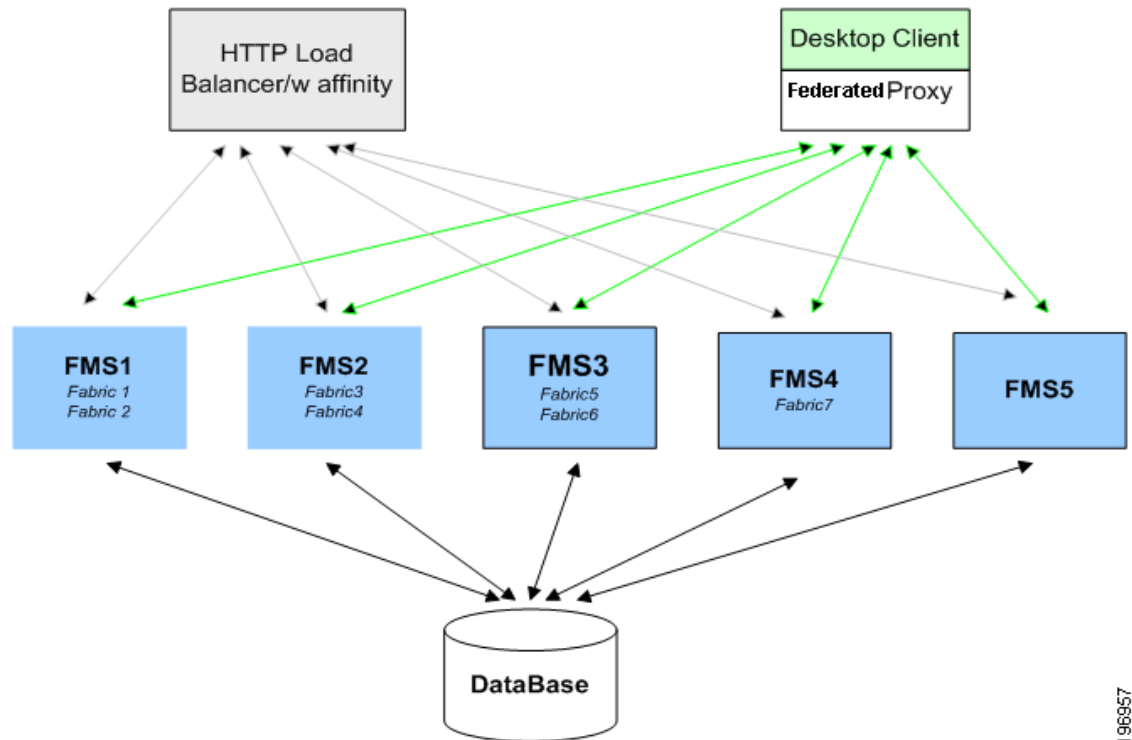 HTTP Load
Balancer/w affinity
Desktop Client
Federated Proxy
FMS1
Fabric 1
Fabric 2
FMS2
Fabric3
Fabric4
FMS3
Fabric5
Fabric6
FMS4
Fabric7
FMS5
DataBase
196957